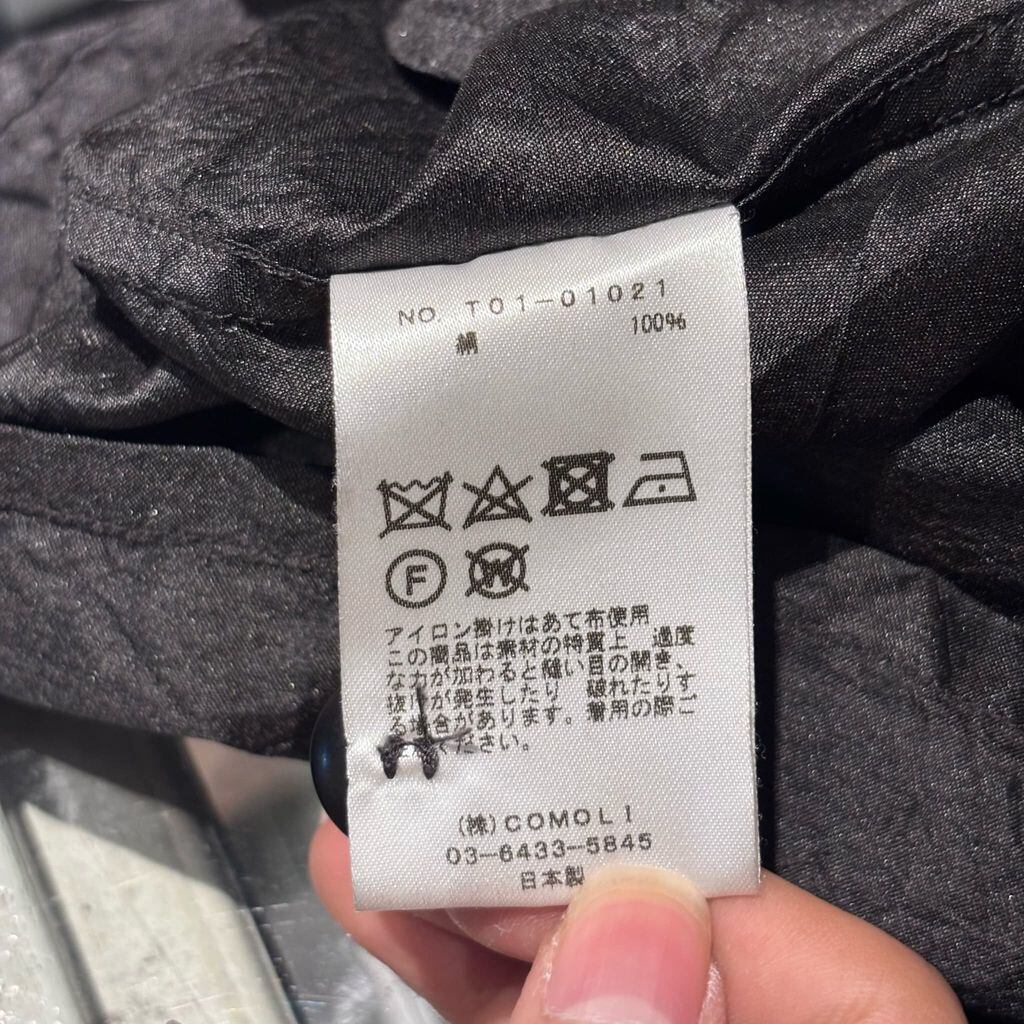 NO. T01-01021
絹 100%
F
W
アイロン掛けはあて布使用
この商品は素材の特質上、過度
な力が加わると縫い目の開き、
抜けが発生したり、破れたりす
る場合があります。着用の際ご
ください。
(株)COMOLI
03-6433-5845
日本製